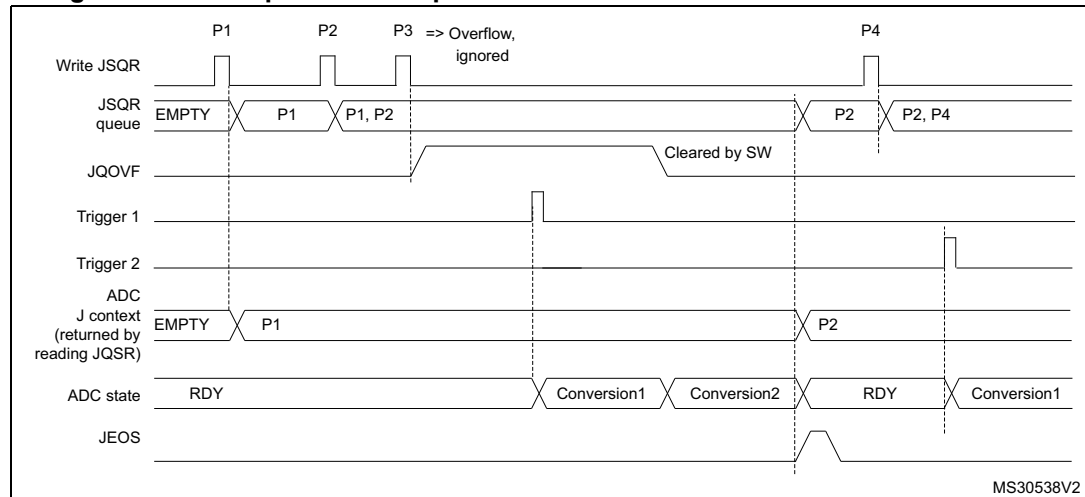 P1 P2 P3 => Overflow, P4
ignored
Write JSQR
JSQR
queue EMPTY P1 P1, P2 P2 P2, P4
JQOVF Cleared by SW
Trigger 1
Trigger 2
ADC
J context
(returned by
reading JQSR) EMPTY P1 P2
ADC state RDY Conversion1 Conversion2 RDY Conversion1
JEOS
MS30538V2